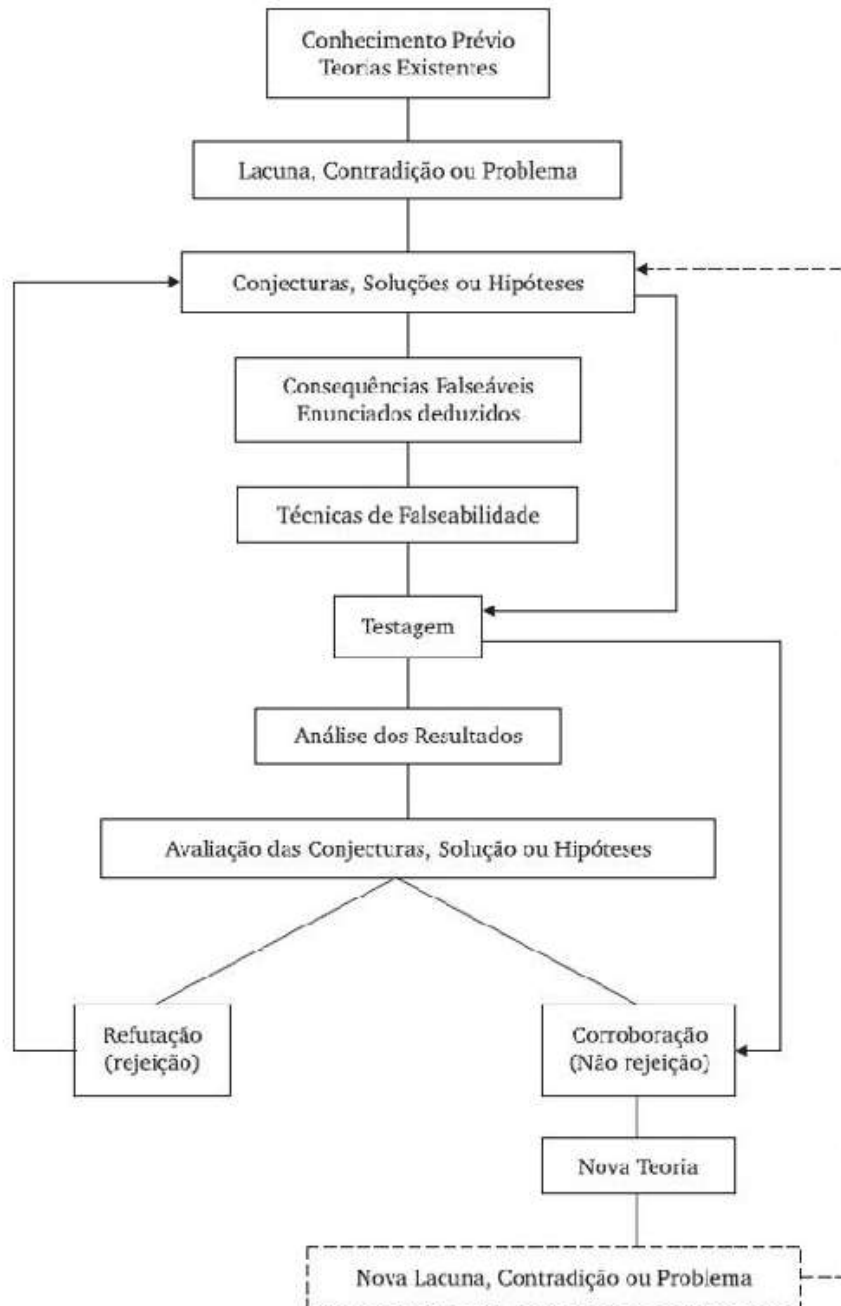 Conhecimento Prévio
Teorias Existentes
Lacuna, Contradição ou Problema
Conjecturas, Soluções ou Hipóteses
Consequências Falseáveis
Enunciados deduzidos
Técnicas de Falseabilidade
Testagem
Análise dos Resultados
Avaliação das Conjecturas, Solução ou Hipóteses
Refutação
(rejeição)
Corroboração
(Não rejeição)
Nova Teoria
Nova Lacuna, Contradição ou Problema